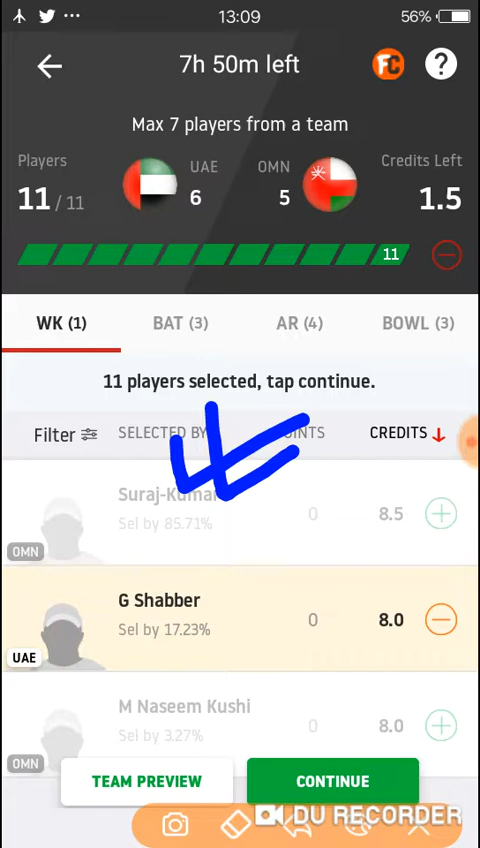 13:09 56%
7h 50m left FC ?
Max 7 players from a team
Players UAE OMN Credits Left
11 / 11 6 5 1.5
11
WK (1) BAT (3) AR (4) BOWL (3)
11 players selected, tap continue.
Filter SELECTED BY CREDITS
Suraj-Kumar
0 8.5
Sel by 85.71%
OMN
G Shabber
0 8.0
Sel by 17.23%
UAE
M Naseem Kushi
0 8.0
Sel by 3.27%
OMN
TEAM PREVIEW CONTINUE
DU RECORDER